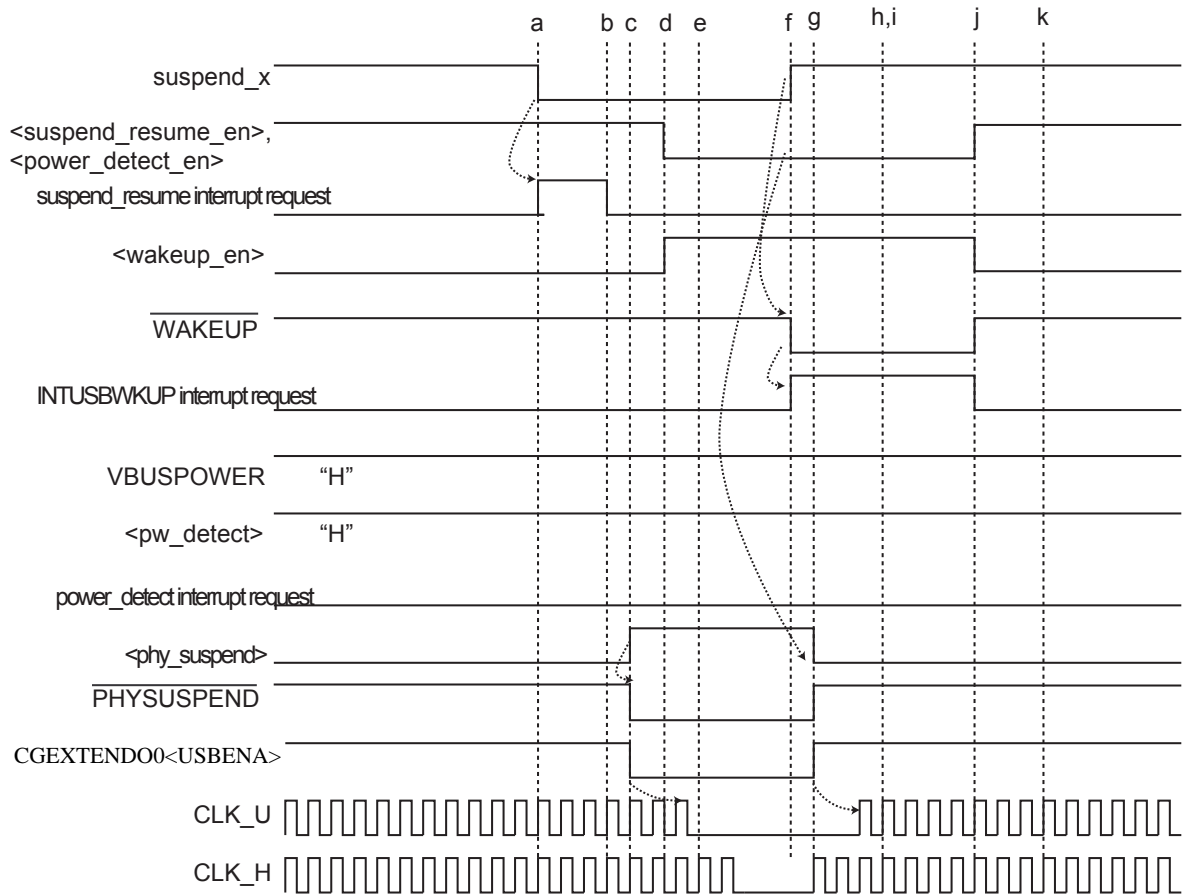 a b c d e f g h,i j k
suspend_x
<suspend_resume_en>,
<power_detect_en>
suspend_resume interrupt request
<wakeup_en>
WAKEUP
INTUSBWKUP interrupt request
VBUSPOWER “H”
<pw_detect> “H”
power_detect interrupt request
<phy_suspend>
PHYSUSPEND
CGEXTENDO0<USBENA>
CLK_U
CLK_H